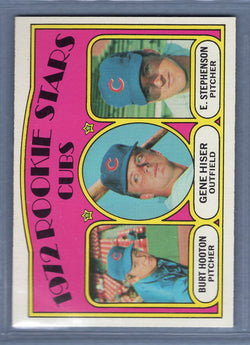 1972 ROOKIE STARS
CUBS
E. STEPHENSON
PITCHER
GENE HISER
OUTFIELD
BURT HOOTON
PITCHER
C
C
C